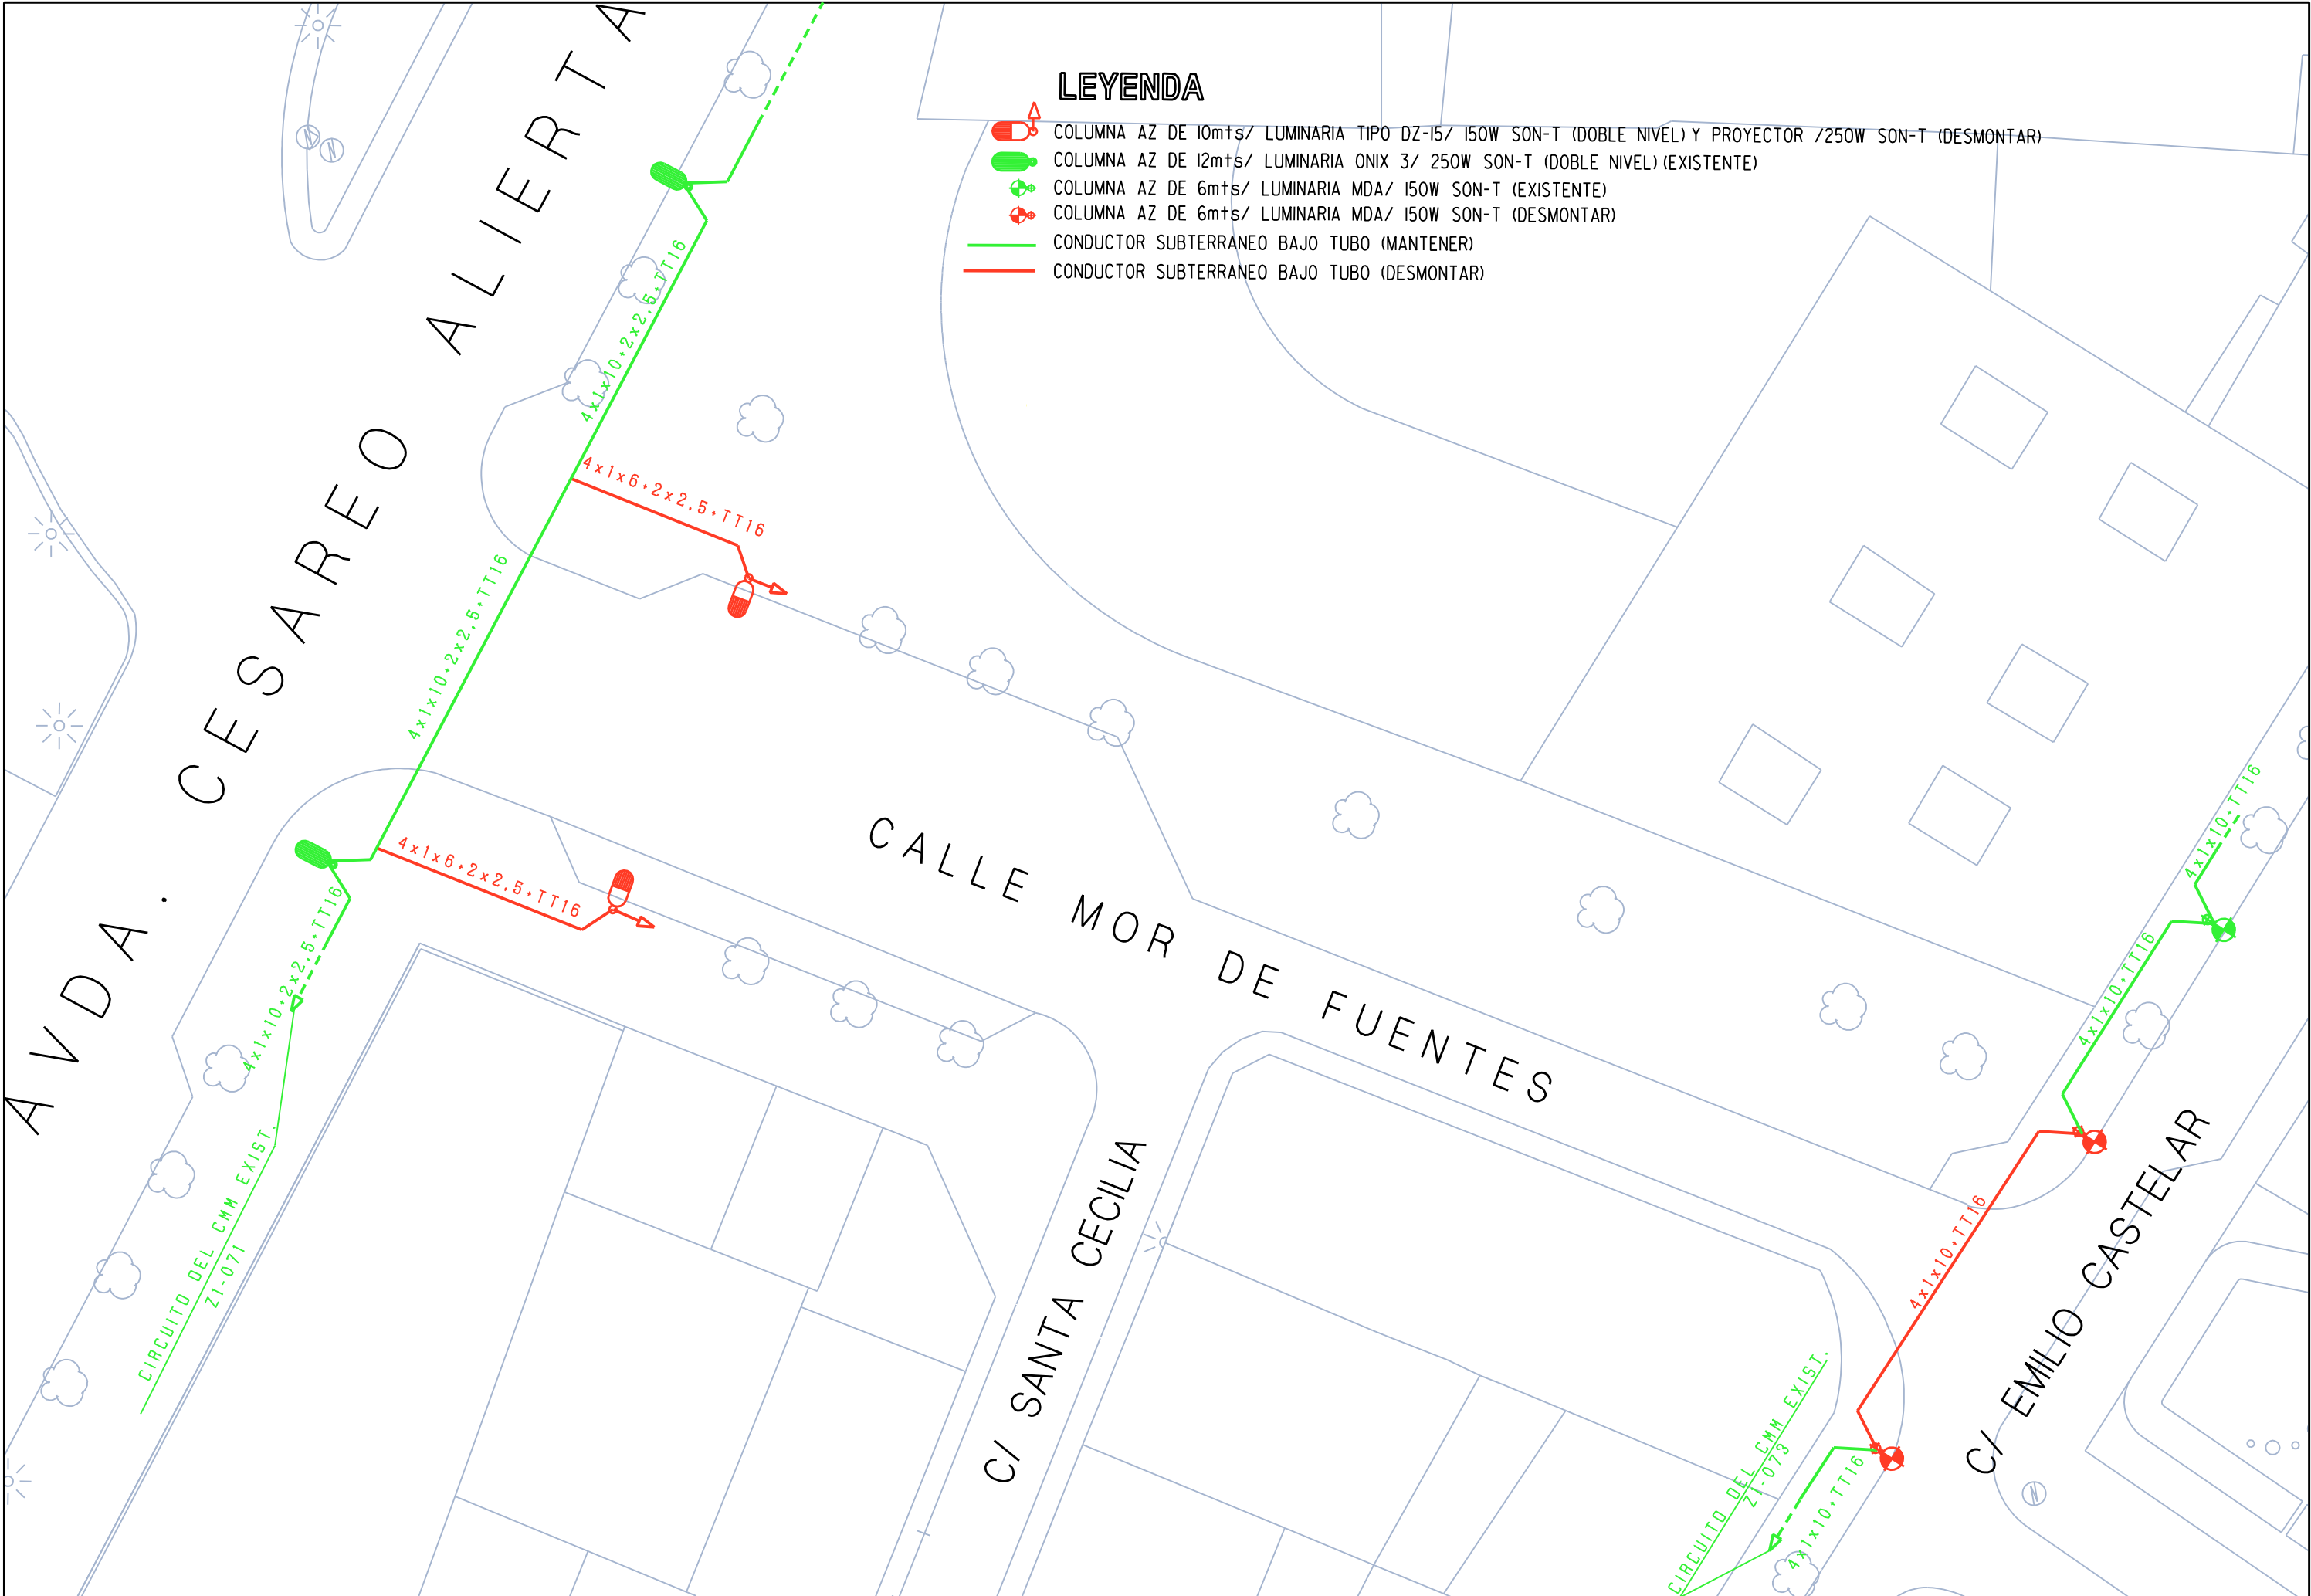 LEYENDA
COLUMNA AZ DE 10mts/ LUMINARIA TIPO DZ-15/ 150W SON-T (DOBLE NIVEL) Y PROYECTOR /250W SON-T (DESMONTAR)
COLUMNA AZ DE 12mts/ LUMINARIA ONIX 3/ 250W SON-T (DOBLE NIVEL) (EXISTENTE)
COLUMNA AZ DE 6mts/ LUMINARIA MDA/ 150W SON-T (EXISTENTE)
COLUMNA AZ DE 6mts/ LUMINARIA MDA/ 150W SON-T (DESMONTAR)
CONDUCTOR SUBTERRANEO BAJO TUBO (MANTENER)
CONDUCTOR SUBTERRANEO BAJO TUBO (DESMONTAR)
AVDA. CESAREO ALIERTA
4x1x10+2x2,5+TT16
4x1x6+2x2,5+TT16
4x1x10+2x2,5+TT16
4x1x6+2x2,5+TT16
4x1x10+2x2,5+TT16
CIRCUITO DEL CMM EXIST.
Z1-071
CALLE MOR DE FUENTES
C/ SANTA CECILIA
4x1x10+TT16
4x1x10+TT16
4x1x10+TT16
C/ EMILIO CASTELAR
CIRCUITO DEL CMM EXIST.
Z1-073
4x1x10+TT16